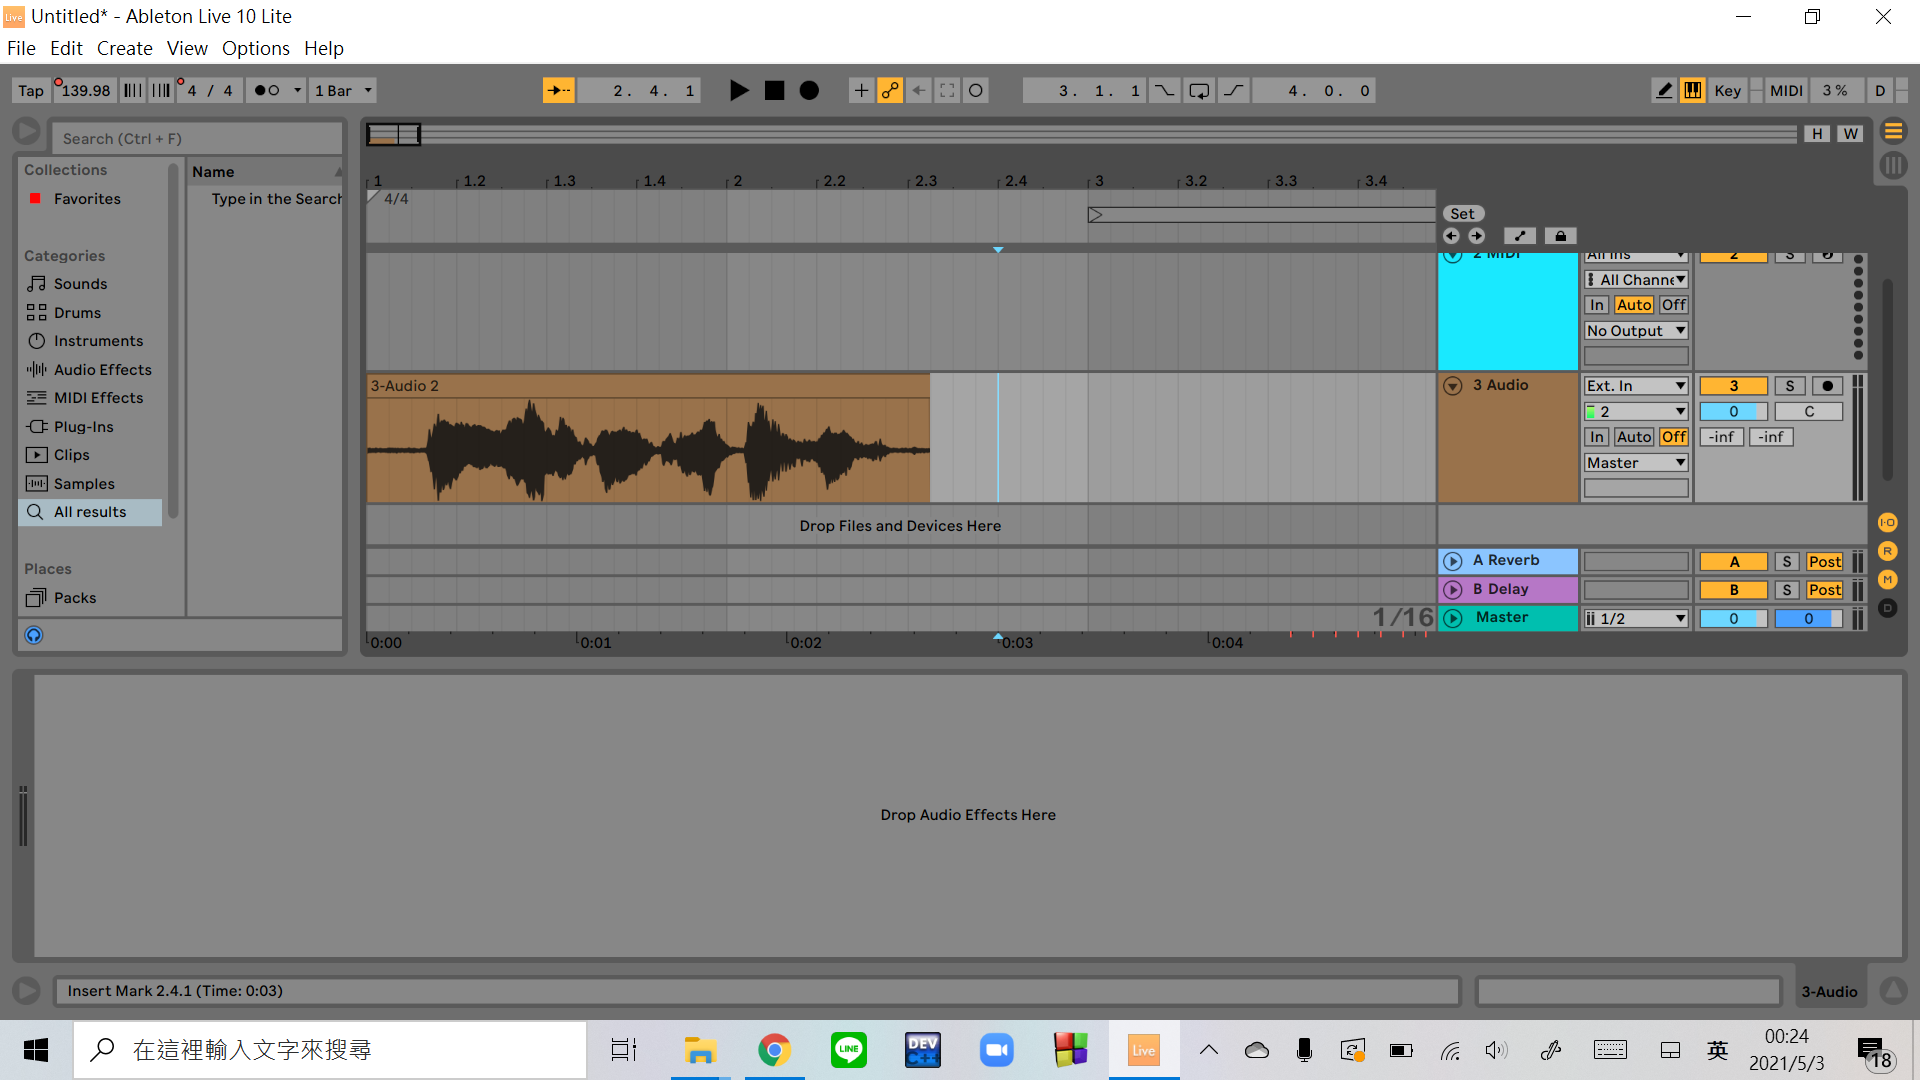 Live Untitled* - Ableton Live 10 Lite
File Edit Create View Options Help
Tap 139.98 4 / 4 1 Bar 2. 4. 1 3. 1. 1 4. 0. 0 Key MIDI 3 % D
Search (Ctrl + F)
H W
Collections
Name
Favorites
Type in the Search
Categories
Sounds
Drums
Instruments
Audio Effects
MIDI Effects
Plug-Ins
Clips
Samples
All results
Places
Packs
1 1.2 1.3 1.4 2 2.2 2.3 2.4 3 3.2 3.3 3.4
4/4
Set
2 MIDI All Ins 2 S
All Channe
In Auto Off
No Output
3-Audio 2
3 Audio Ext. In 3 S
2 0 C
In Auto Off -inf -inf
Master
Drop Files and Devices Here
A Reverb A S Post
B Delay B S Post
1/16 Master 1/2 0 0
0:00 0:01 0:02 0:03 0:04
I·O
R
M
D
Drop Audio Effects Here
Insert Mark 2.4.1 (Time: 0:03)
3-Audio
在這裡輸入文字來搜尋
LINE
DEV
C++
Live
英
00:24
2021/5/3
18